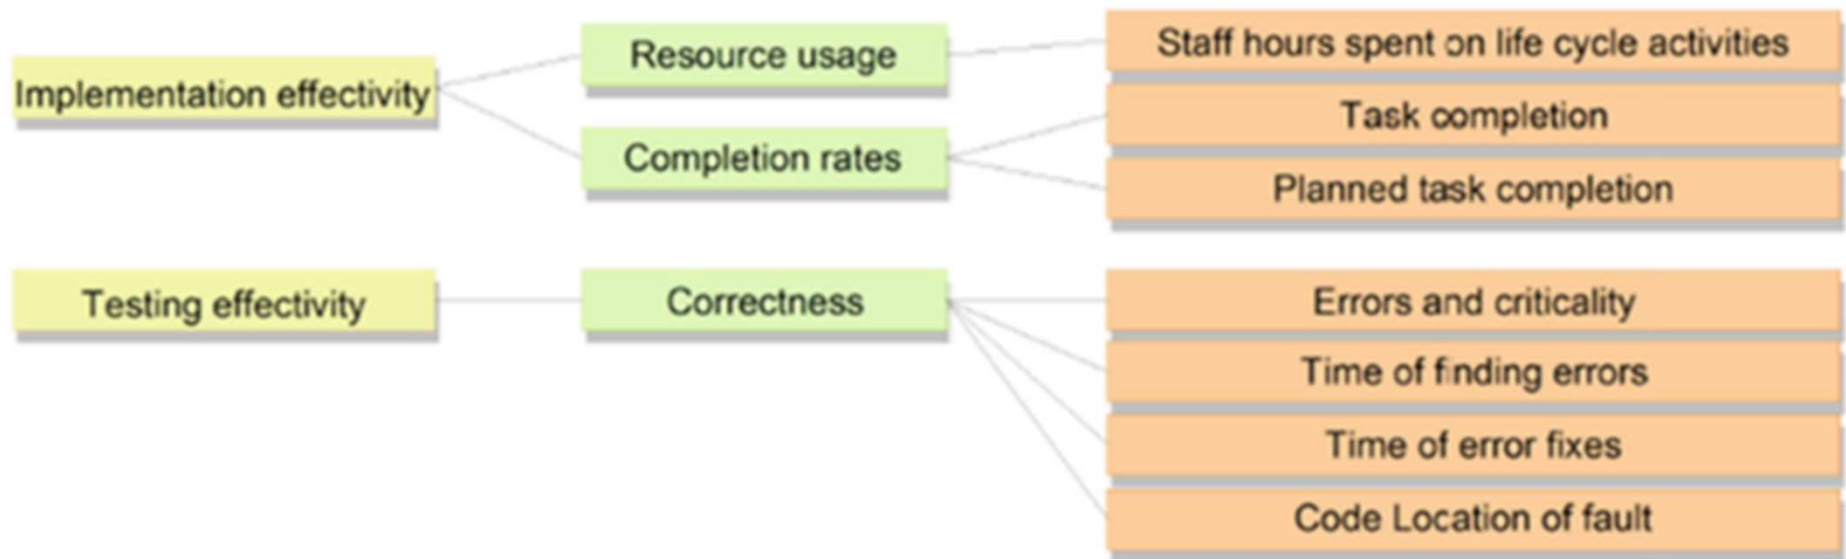 Implementation effectivity
Resource usage
Completion rates
Staff hours spent on life cycle activities
Task completion
Planned task completion
Testing effectivity
Correctness
Errors and criticality
Time of finding errors
Time of error fixes
Code Location of fault